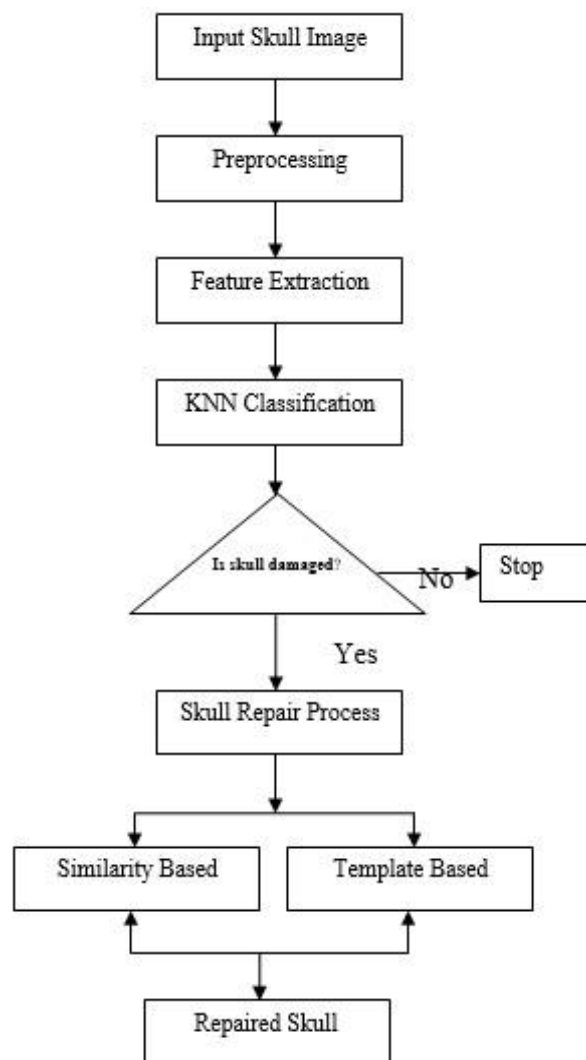 Input Skull Image
Preprocessing
Feature Extraction
KNN Classification
Is skull damaged?
No
Stop
Yes
Skull Repair Process
Similarity Based
Template Based
Repaired Skull